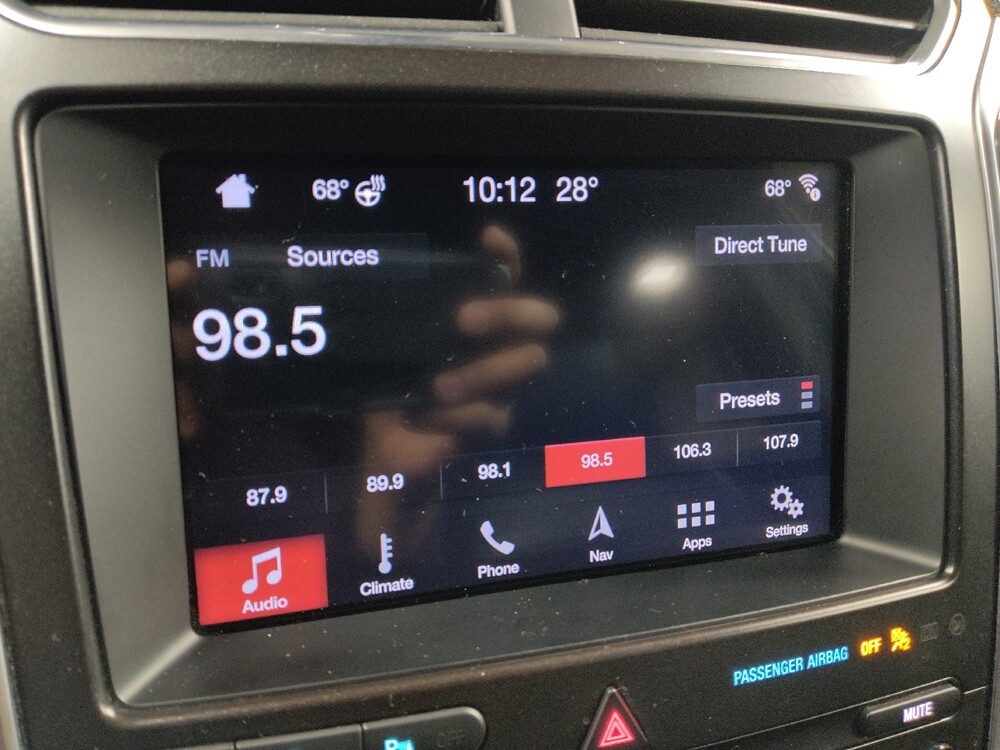 68° 10:12 28° 68°
FM Sources Direct Tune
98.5
Presets
87.9 89.9 98.1 98.5 106.3 107.9
Audio Climate Phone Nav Apps Settings
PASSENGER AIRBAG OFF
MUTE
OFF